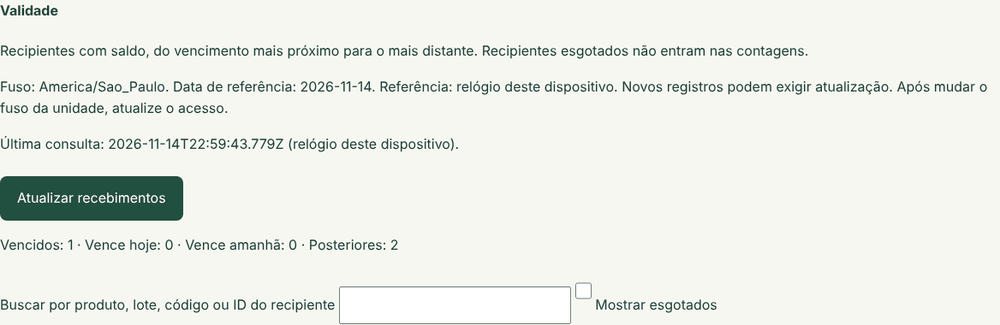 Validade
Recipientes com saldo, do vencimento mais próximo para o mais distante. Recipientes esgotados não entram nas contagens.
Fuso: America/Sao_Paulo. Data de referência: 2026-11-14. Referência: relógio deste dispositivo. Novos registros podem exigir atualização. Após mudar o
fuso da unidade, atualize o acesso.
Última consulta: 2026-11-14T22:59:43.779Z (relógio deste dispositivo).
Atualizar recebimentos
Vencidos: 1 · Vence hoje: 0 · Vence amanhã: 0 · Posteriores: 2
Buscar por produto, lote, código ou ID do recipiente Mostrar esgotados